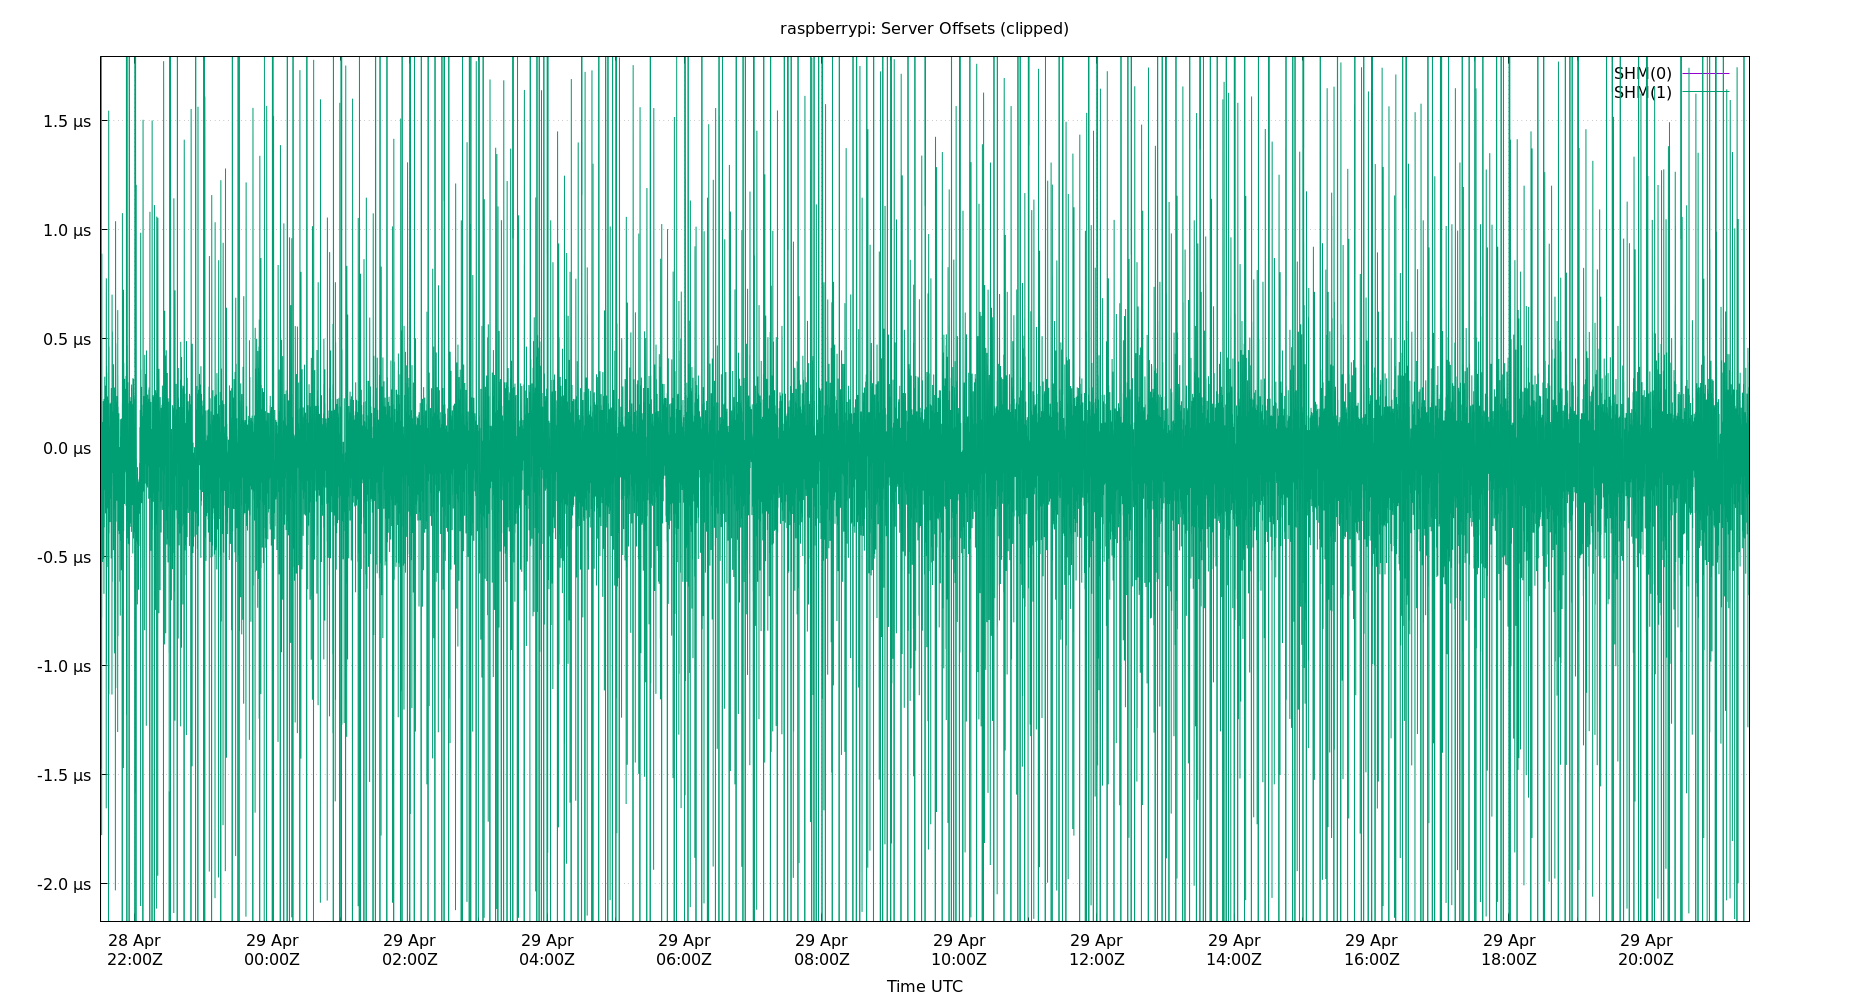 raspberrypi: Server Offsets (clipped)
SHM(0)
SHM(1)
1.5 µs
1.0 µs
0.5 µs
0.0 µs
-0.5 µs
-1.0 µs
-1.5 µs
-2.0 µs
28 Apr 29 Apr 29 Apr 29 Apr 29 Apr 29 Apr 29 Apr 29 Apr 29 Apr 29 Apr 29 Apr 29 Apr
22:00Z 00:00Z 02:00Z 04:00Z 06:00Z 08:00Z 10:00Z 12:00Z 14:00Z 16:00Z 18:00Z 20:00Z
Time UTC